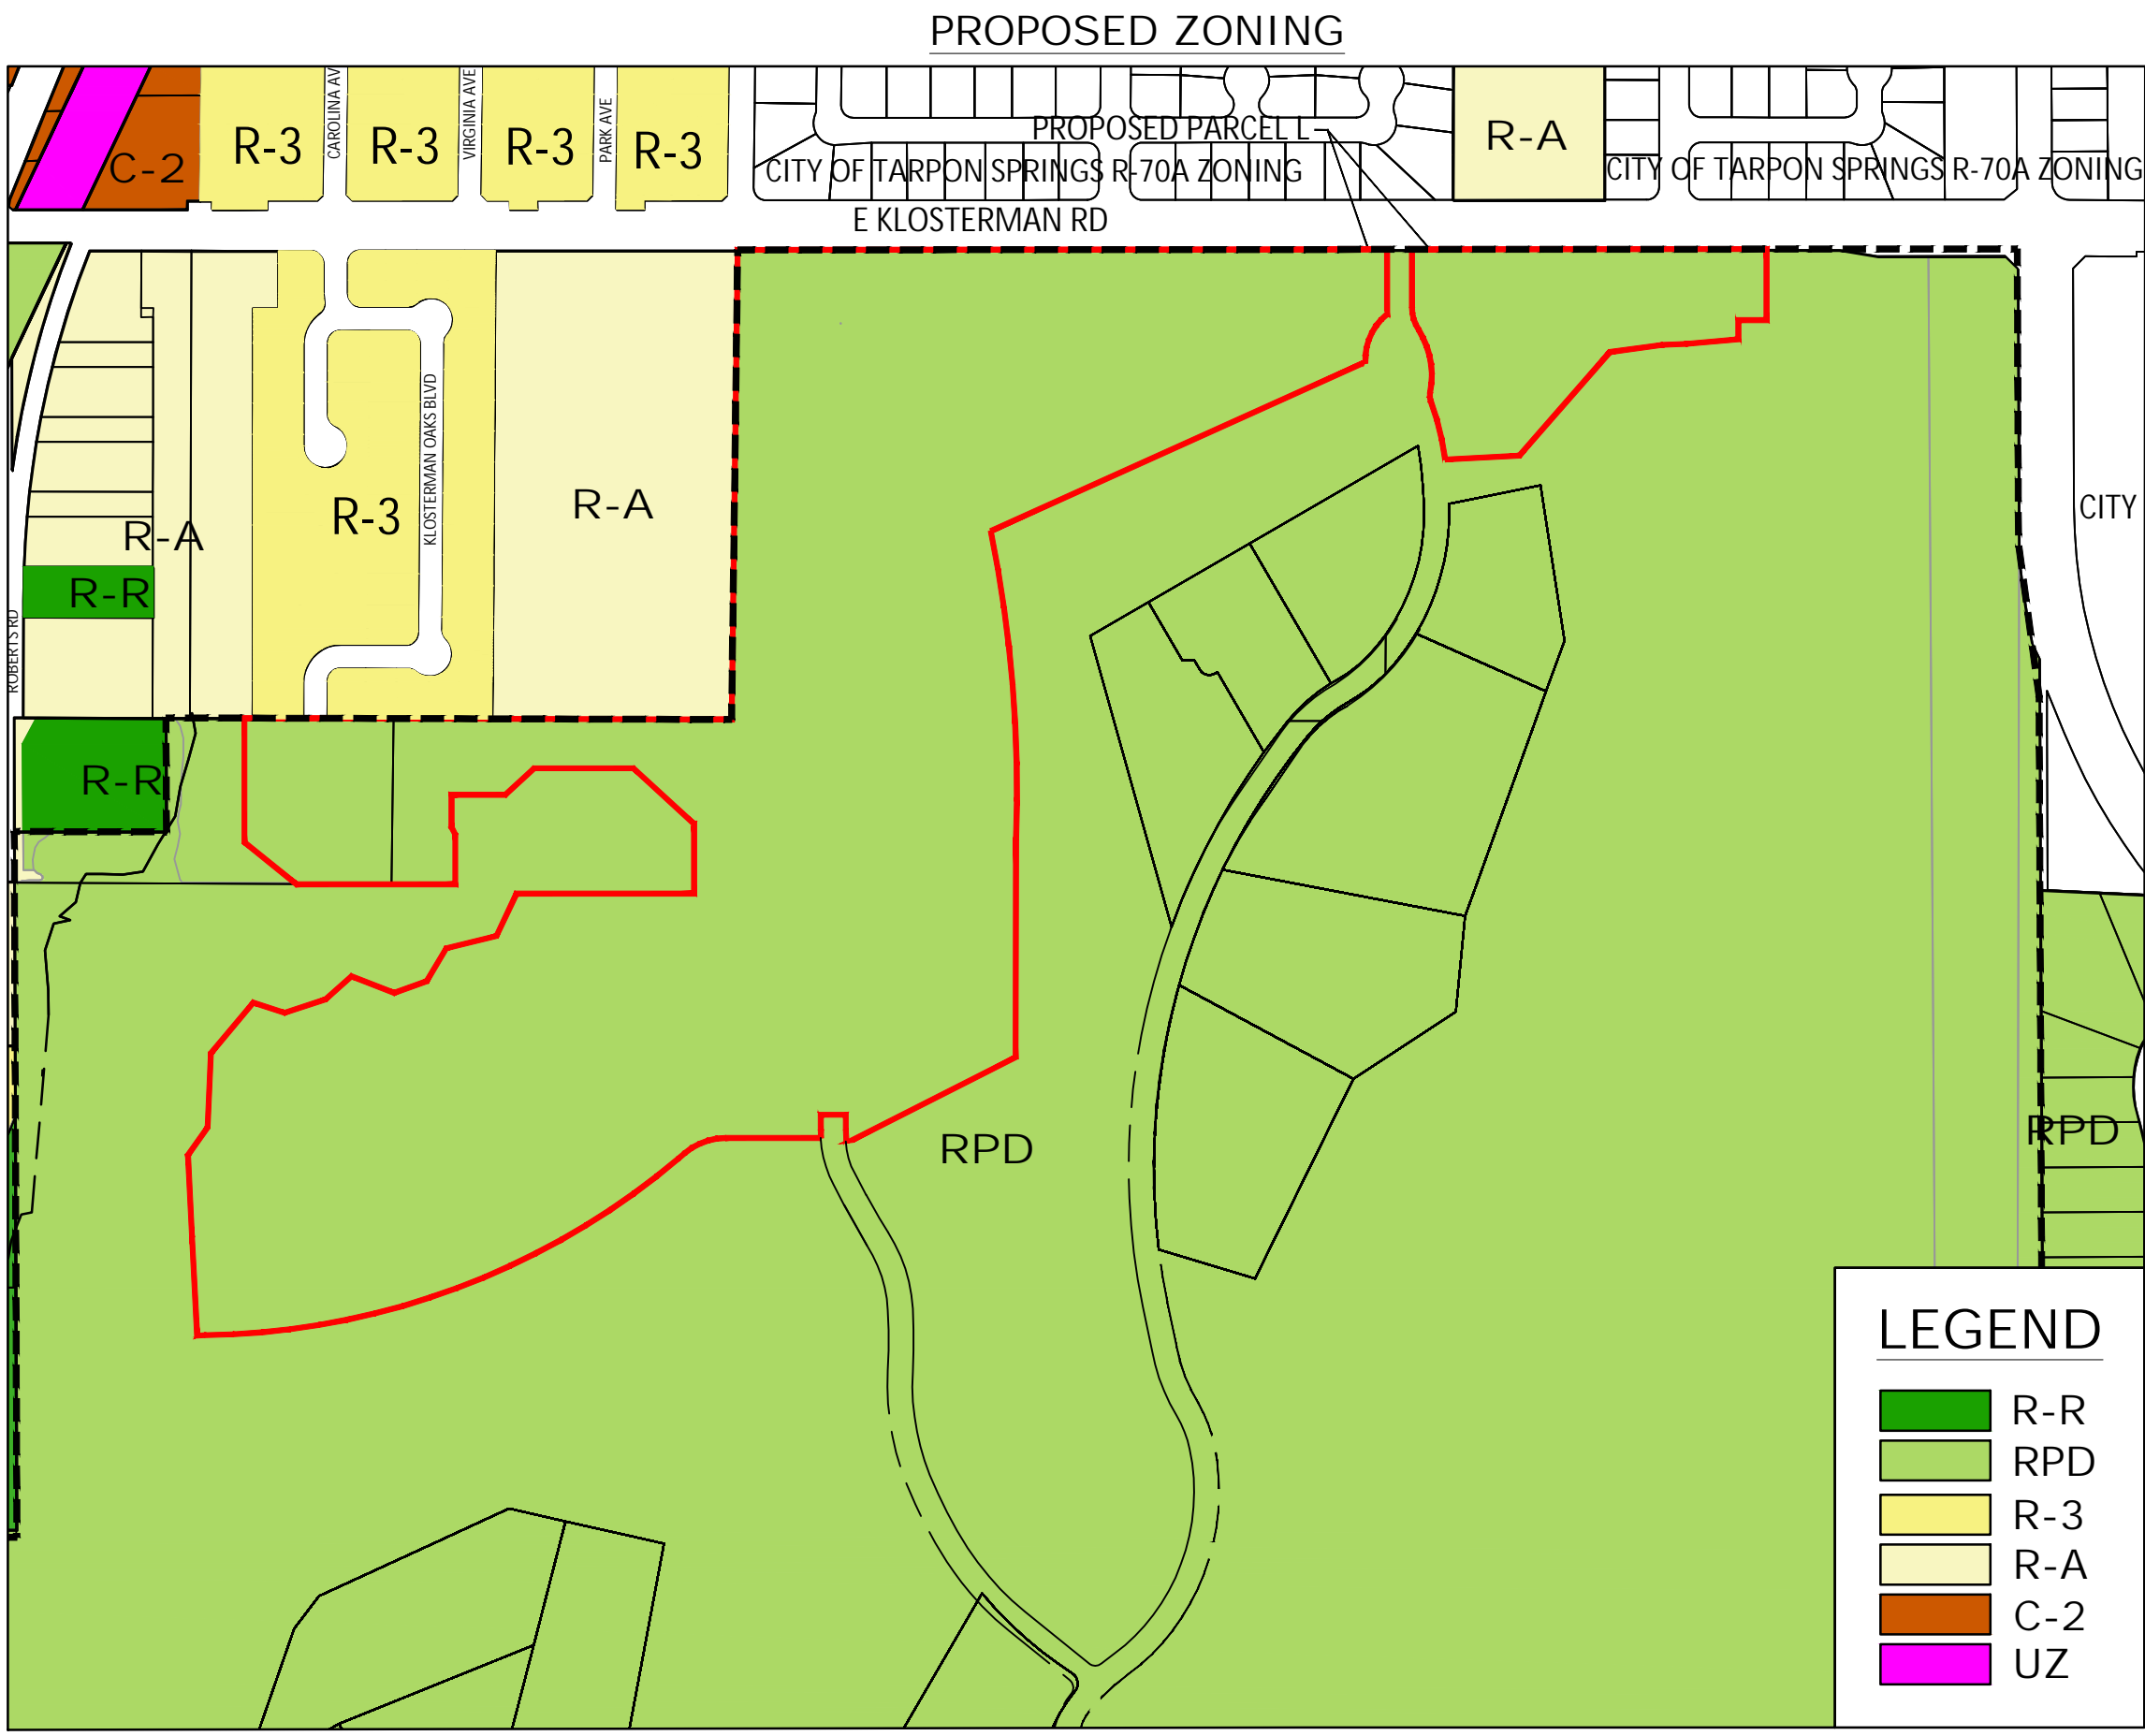 PROPOSED ZONING
CAROLINA AV
VIRGINIA AVE
PARK AVE
PROPOSED PARCEL L
C-2
R-3
R-3
R-3
R-3
R-A
CITY OF TARPON SPRINGS R-70A ZONING
CITY OF TARPON SPRINGS R-70A ZONING
E KLOSTERMAN RD
KLOSTERMAN OAKS BLVD
R-A
R-3
R-A
CITY
R-R
ROBERTS RD
R-R
RPD
RPD
LEGEND
R-R
RPD
R-3
R-A
C-2
UZ